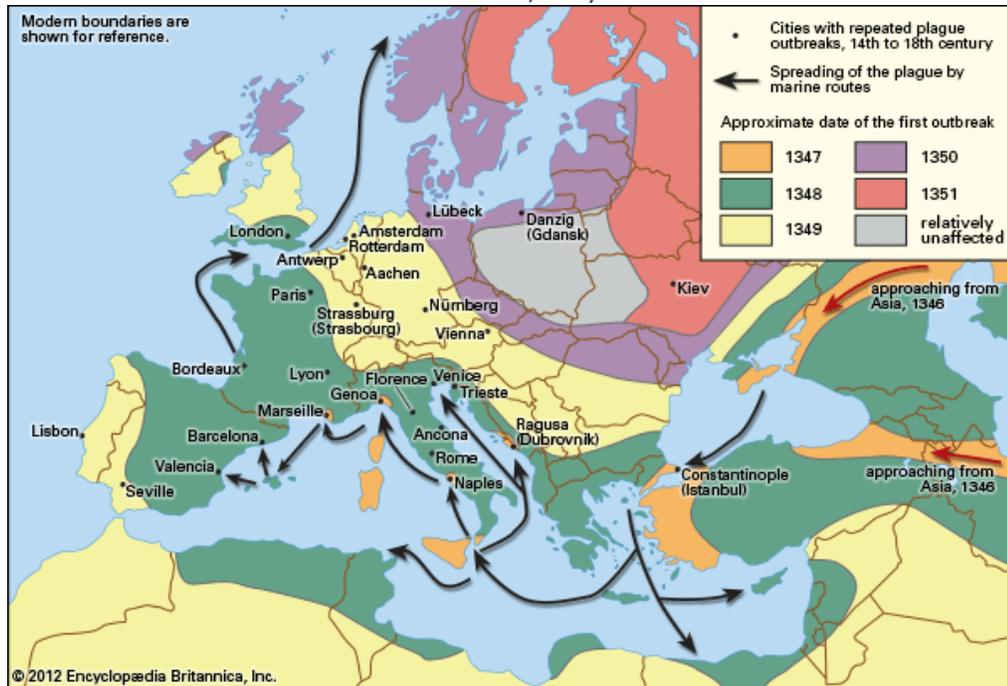 Modern boundaries are
shown for reference.
Cities with repeated plague
outbreaks, 14th to 18th century
Spreading of the plague by
marine routes
Approximate date of the first outbreak
1347
1350
1348
1351
1349
relatively
unaffected
Lübeck
Danzig
(Gdansk)
London
Amsterdam
Rotterdam
Antwerp
Aachen
Kiev
approaching from
Asia, 1346
Paris
Nürnberg
Strassburg
(Strasbourg)
Vienna
Bordeaux
Lyon
Florence
Venice
Genoa
Trieste
Marseille
Ragusa
(Dubrovnik)
Lisbon
Barcelona
Ancona
Rome
Valencia
Naples
Constantinople
(Istanbul)
approaching from
Asia, 1346
Seville
© 2012 Encyclopædia Britannica, Inc.